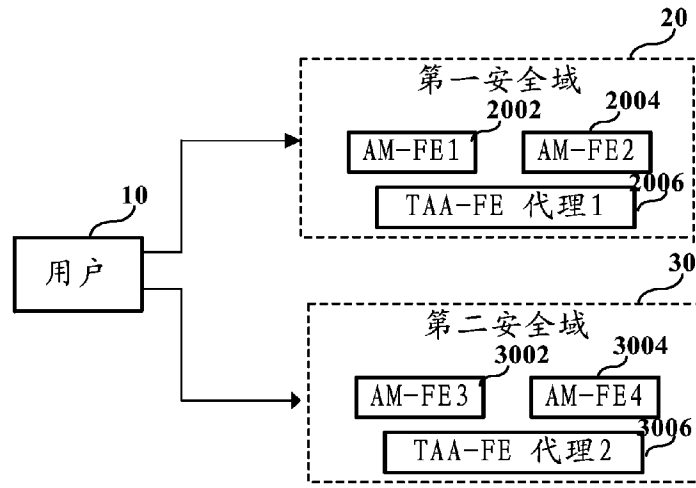 20
第一安全域
2002
2004
AM-FE1
AM-FE2
2006
TAA-FE 代理1
10
用户
30
第二安全域
3002
3004
AM-FE3
AM-FE4
3006
TAA-FE 代理2